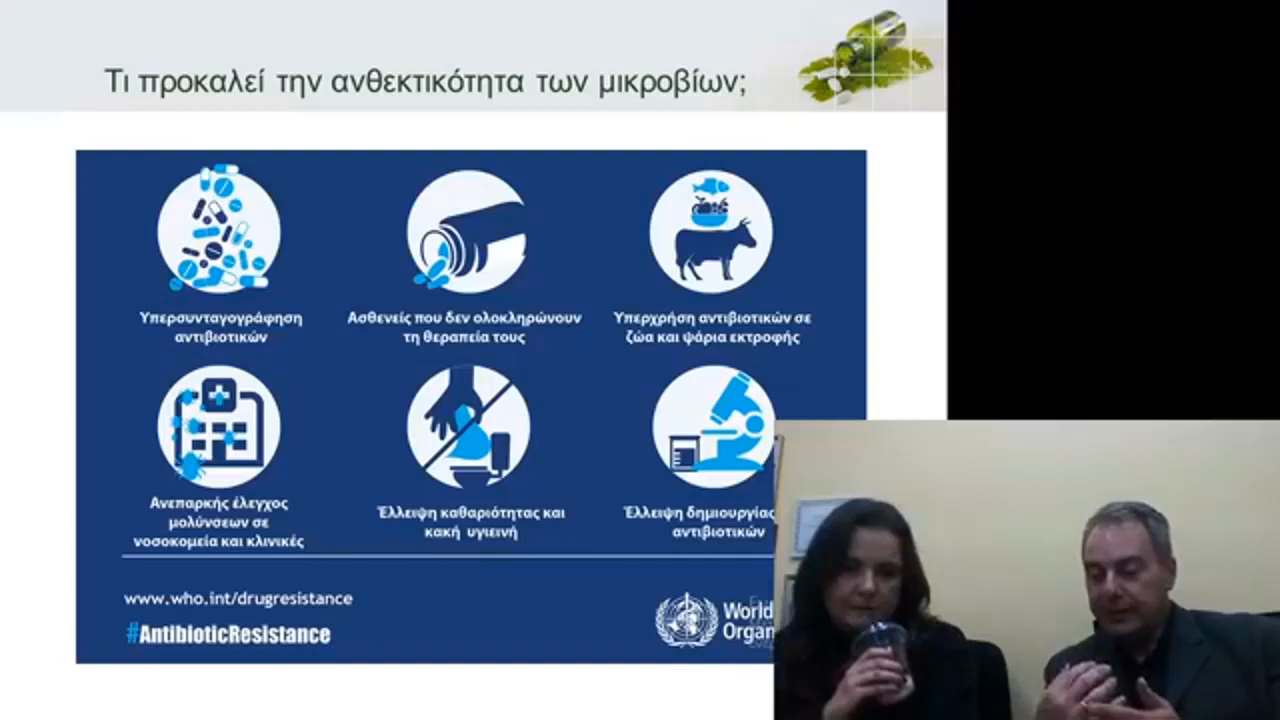 Τι προκαλεί την ανθεκτικότητα των μικροβίων;
Υπερσυνταγογράφηση
αντιβιοτικών
Ασθενείς που δεν ολοκληρώνουν
τη θεραπεία τους
Υπερχρήση αντιβιοτικών σε
ζώα και ψάρια εκτροφής
Ανεπαρκής έλεγχος
μολύνσεων σε
νοσοκομεία και κλινικές
Έλλειψη καθαριότητας και
κακή υγιεινή
Έλλειψη δημιουργίας
αντιβιοτικών
www.who.int/drugresistance
#AntibioticResistance
World
Organ